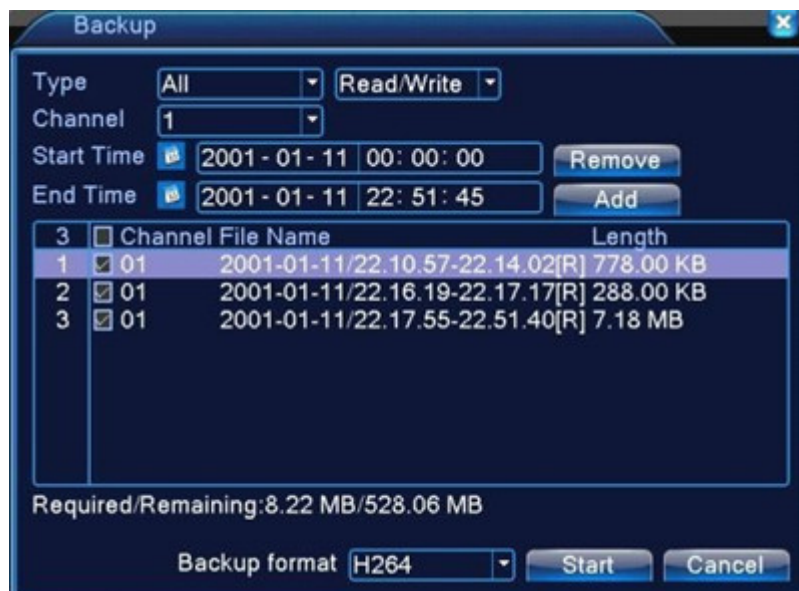 Backup
Type All Read/Write
Channel 1
Start Time 2001 - 01 - 11 00: 00: 00 Remove
End Time 2001 - 01 - 11 22: 51: 45 Add
3 Channel File Name Length
1 01 2001-01-11/22.10.57-22.14.02[R] 778.00 KB
2 01 2001-01-11/22.16.19-22.17.17[R] 288.00 KB
3 01 2001-01-11/22.17.55-22.51.40[R] 7.18 MB
Required/Remaining:8.22 MB/528.06 MB
Backup format H264 Start Cancel